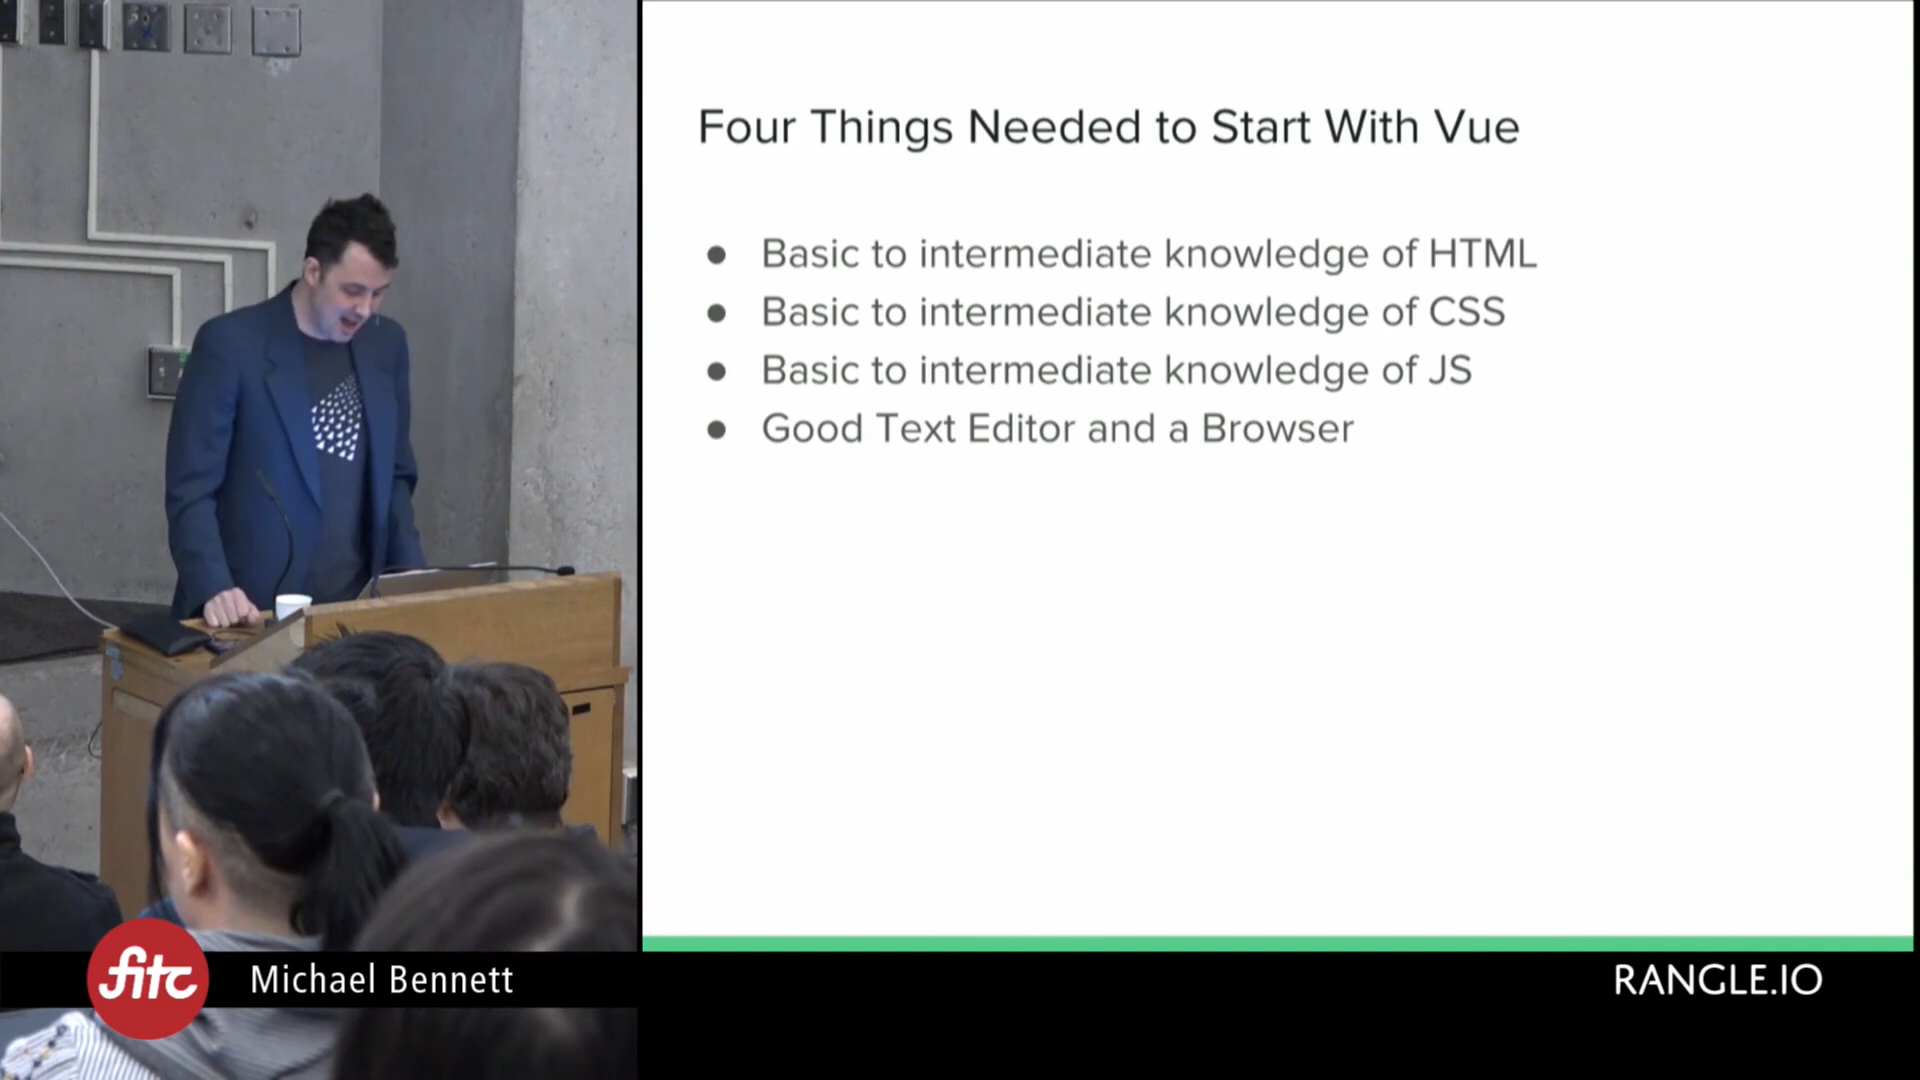 Four Things Needed to Start With Vue
● Basic to intermediate knowledge of HTML
● Basic to intermediate knowledge of CSS
● Basic to intermediate knowledge of JS
● Good Text Editor and a Browser
fitc
Michael Bennett
RANGLE.IO